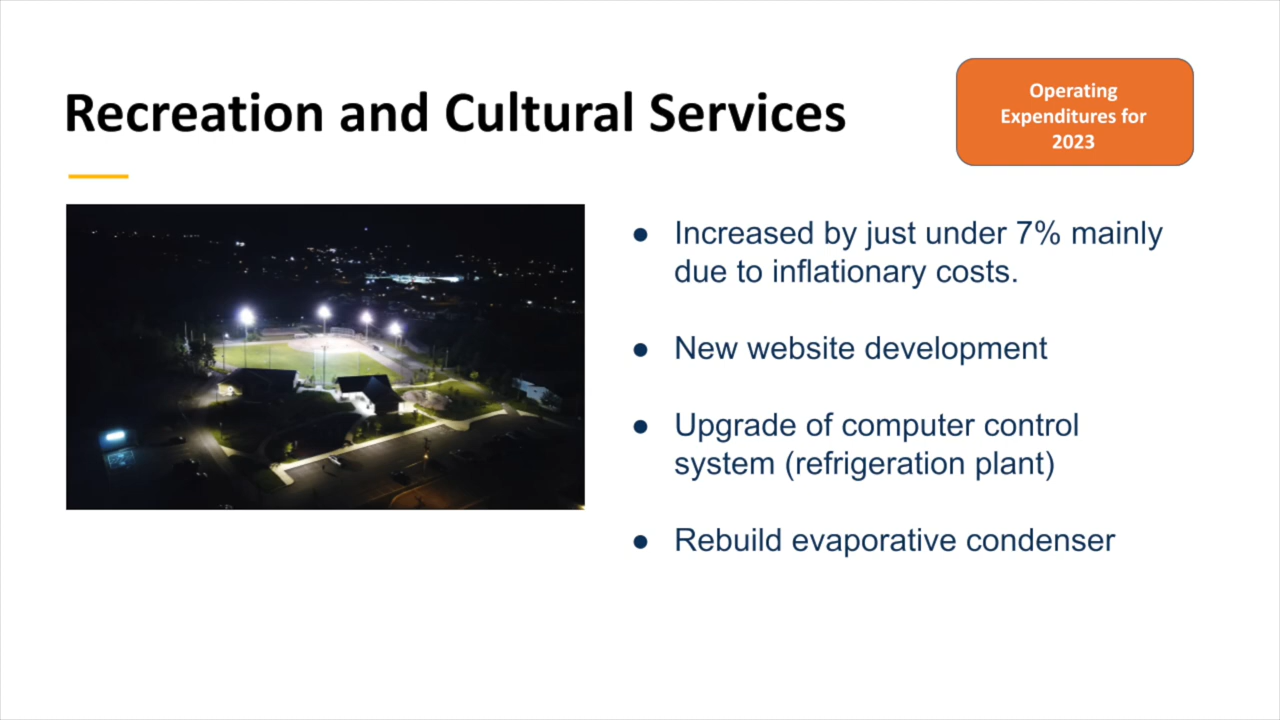 Recreation and Cultural Services
Operating
Expenditures for
2023
● Increased by just under 7% mainly
due to inflationary costs.
● New website development
● Upgrade of computer control
system (refrigeration plant)
● Rebuild evaporative condenser